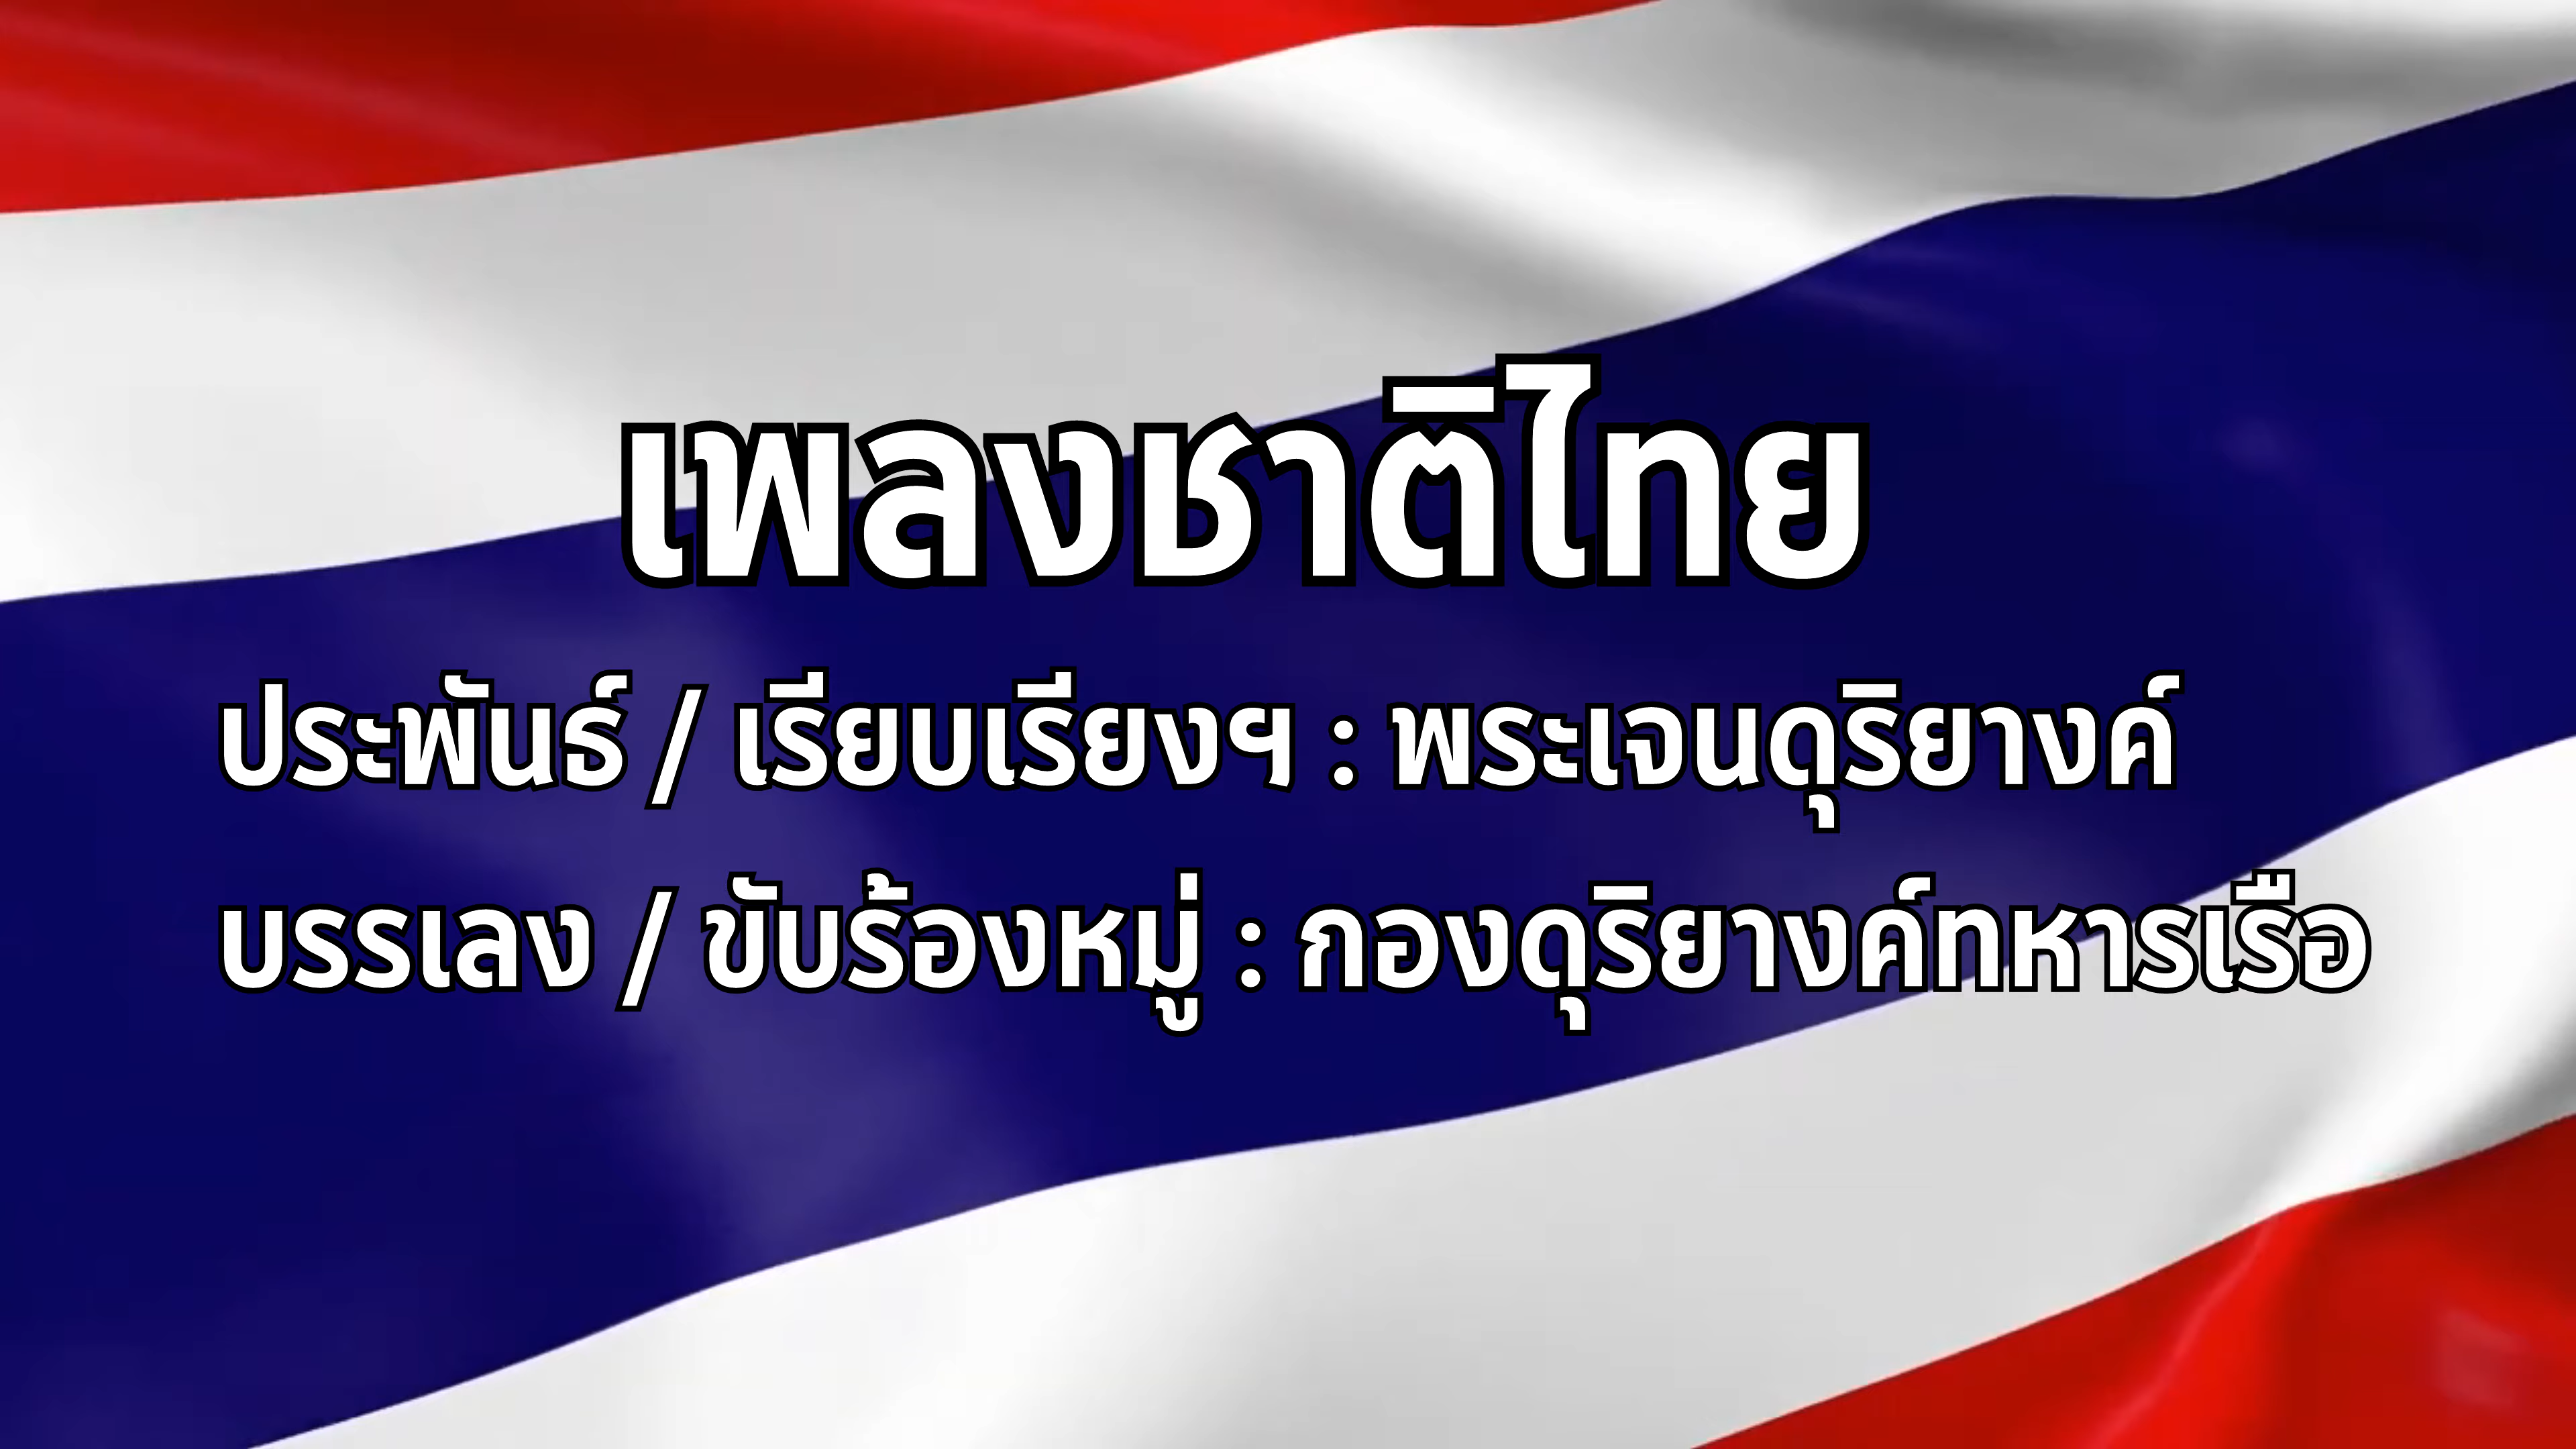 เพลงชาติไทย
ประพันธ์ / เรียบเรียงฯ : พระเจนดุริยางค์
บรรเลง / ขับร้องหมู่ : กองดุริยางค์ทหารเรือ